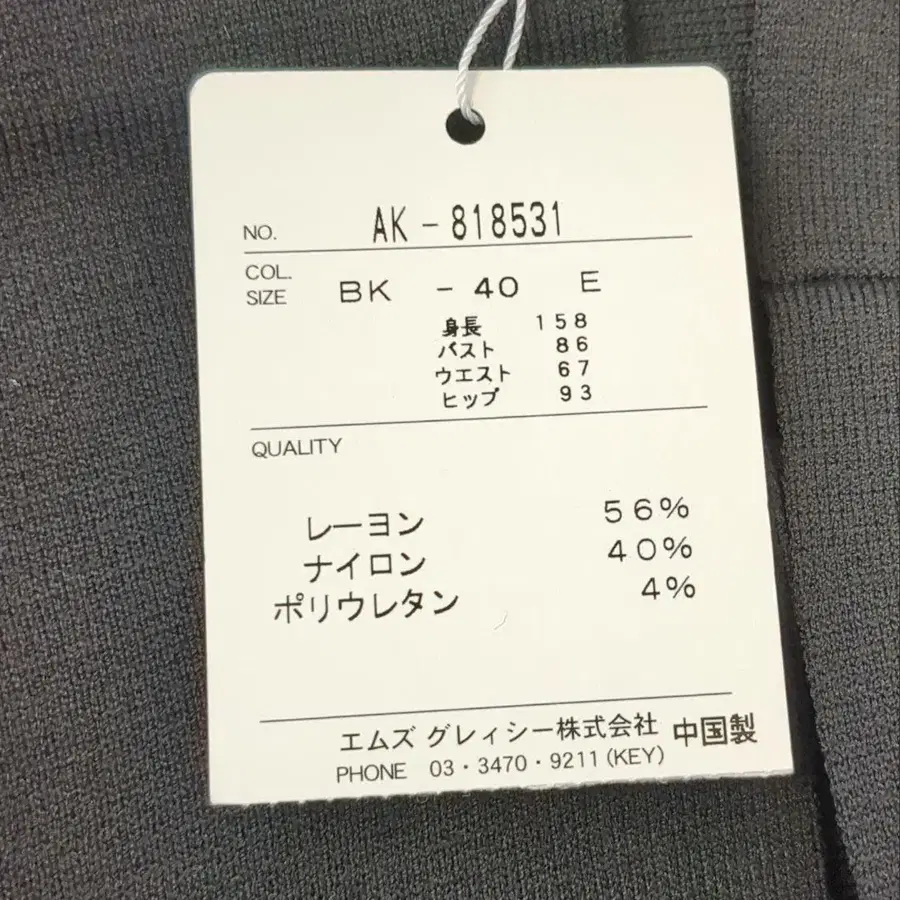 NO. AK-818531
COL.
SIZE BK - 40 E
身長 158
バスト 86
ウエスト 67
ヒップ 93
QUALITY
レーヨン 56%
ナイロン 40%
ポリウレタン 4%
エムズ グレィシー株式会社 中国製
PHONE 03・3470・9211(KEY)